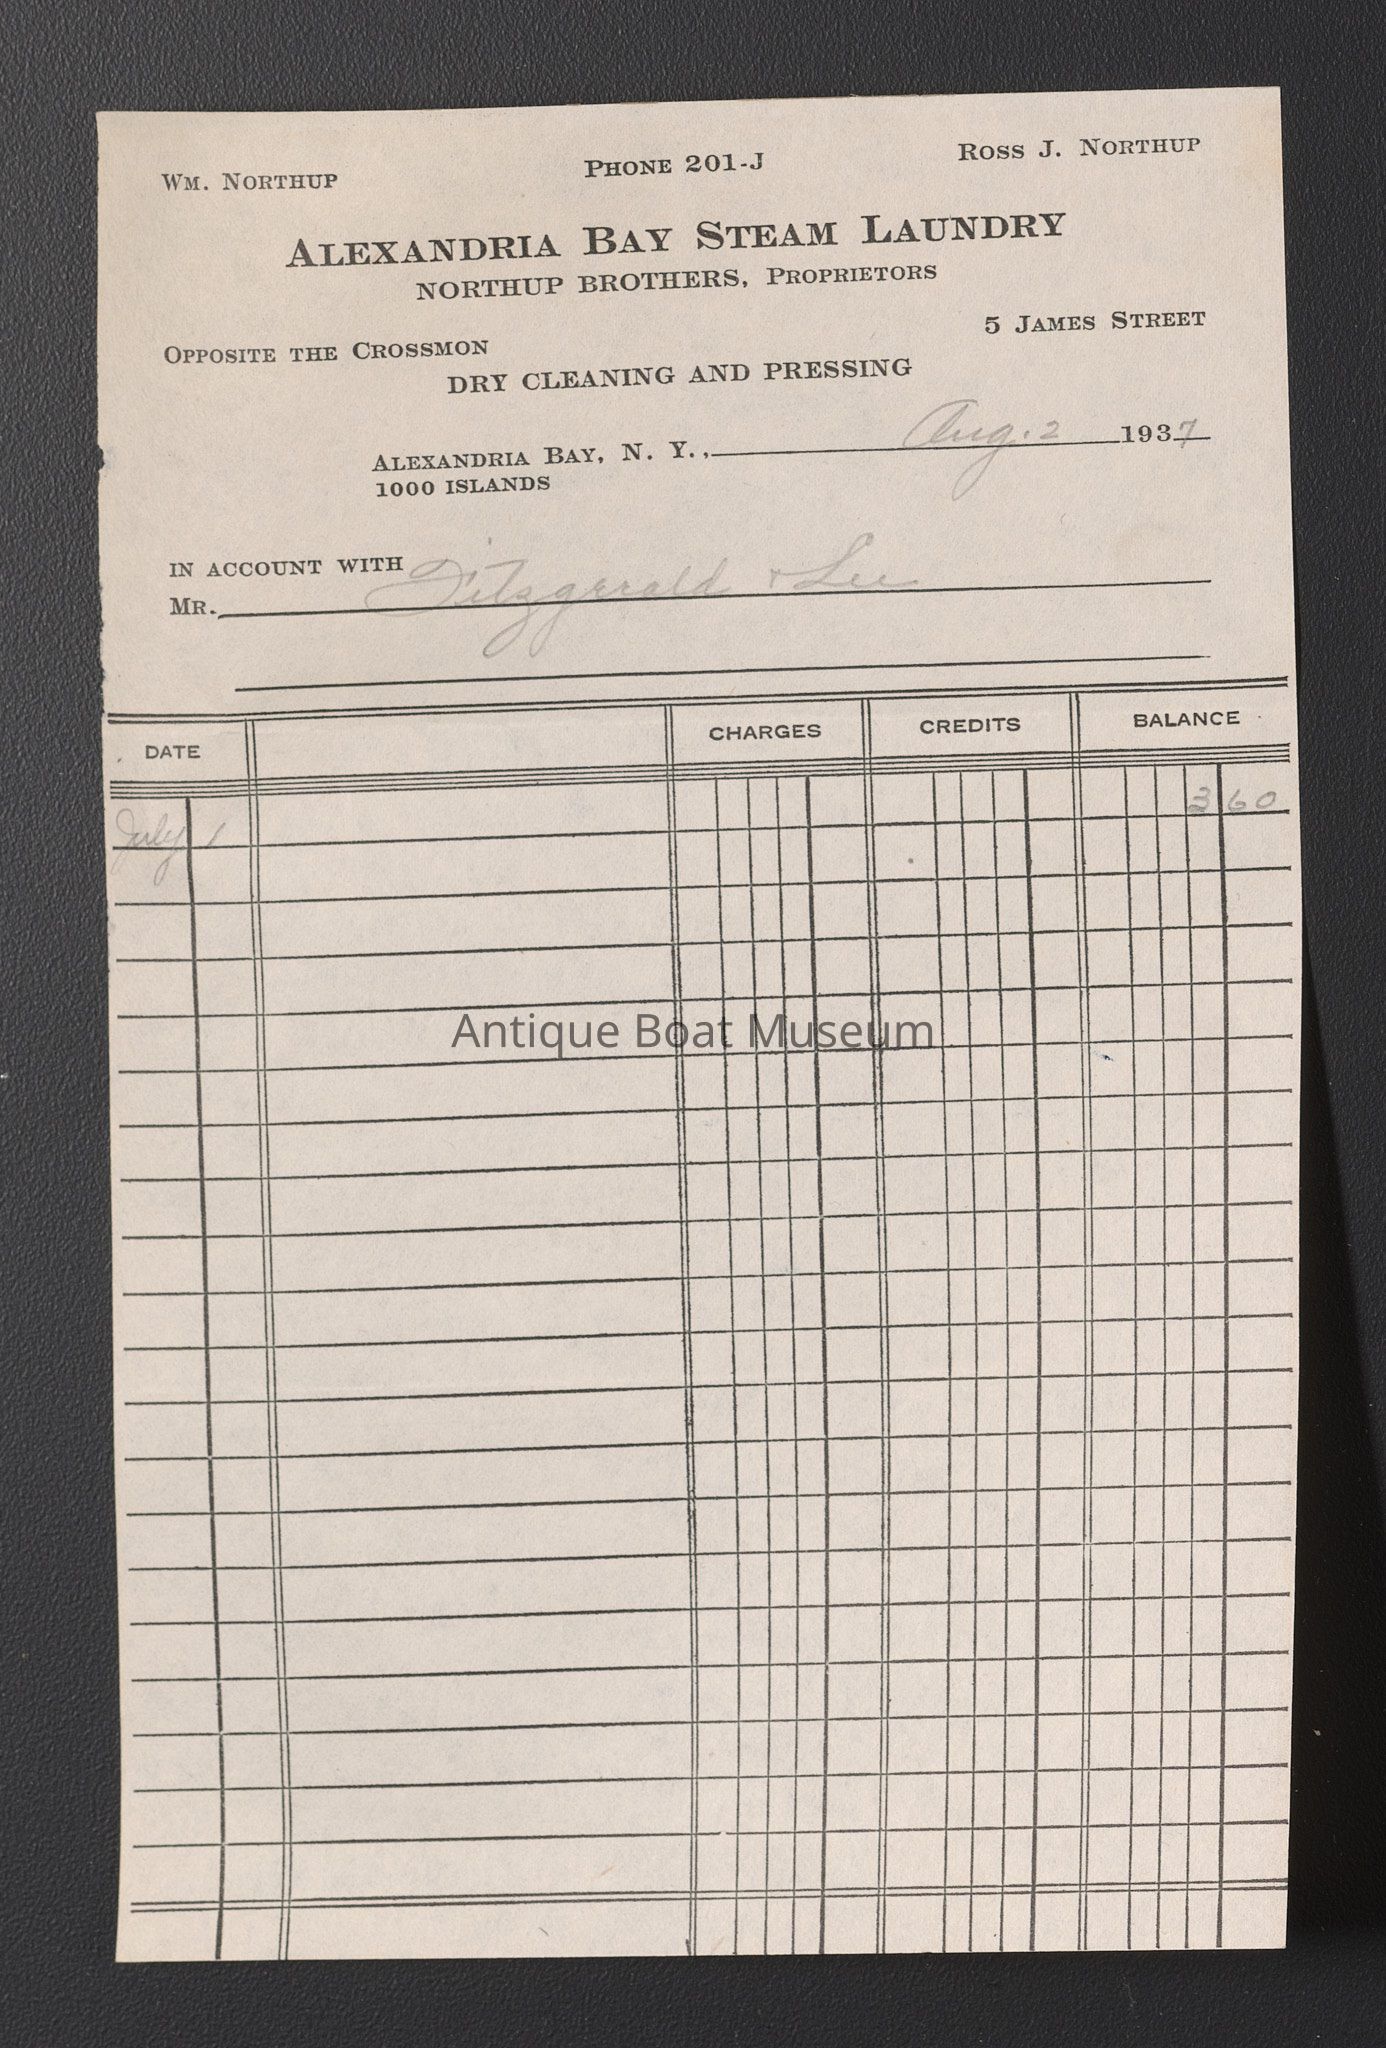 Wm. Northup
Phone 201-J
Ross J. Northup
Alexandria Bay Steam Laundry
NORTHUP BROTHERS, Proprietors
Opposite the Crossmon
5 James Street
DRY CLEANING AND PRESSING
Alexandria Bay, N. Y., Aug. 2 1937
1000 ISLANDS
IN ACCOUNT WITH
Mr. Fitzgerald & Lee
DATE CHARGES CREDITS BALANCE
July 1 3 60
Antique Boat Museum